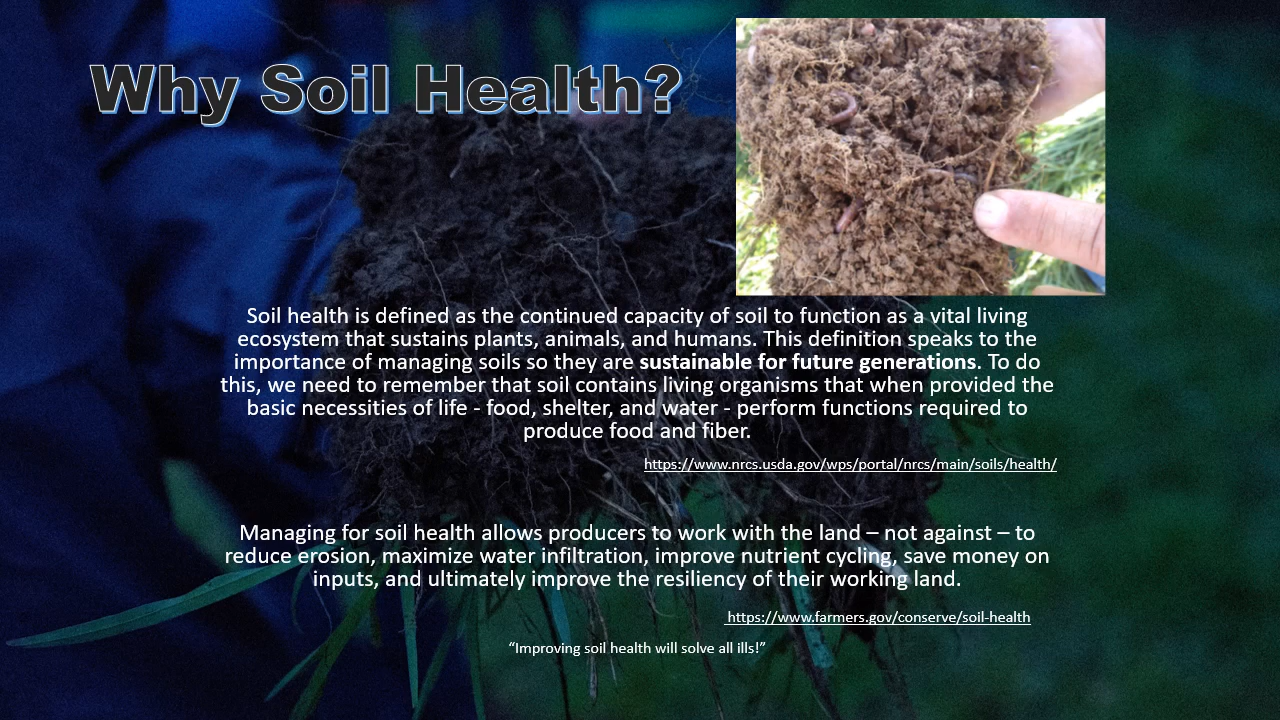 Why Soil Health?
Soil health is defined as the continued capacity of soil to function as a vital living
ecosystem that sustains plants, animals, and humans. This definition speaks to the
importance of managing soils so they are sustainable for future generations. To do
this, we need to remember that soil contains living organisms that when provided the
basic necessities of life - food, shelter, and water - perform functions required to
produce food and fiber.
https://www.nrcs.usda.gov/wps/portal/nrcs/main/soils/health/
Managing for soil health allows producers to work with the land – not against – to
reduce erosion, maximize water infiltration, improve nutrient cycling, save money on
inputs, and ultimately improve the resiliency of their working land.
https://www.farmers.gov/conserve/soil-health
“Improving soil health will solve all ills!”